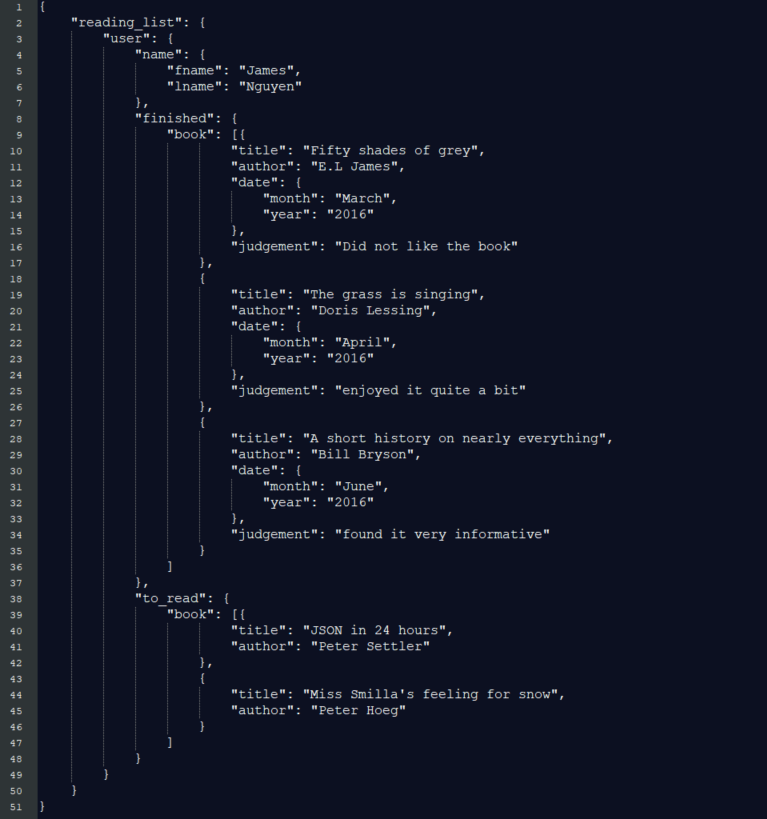 1 {
2     "reading_list": {
3         "user": {
4             "name": {
5                 "fname": "James",
6                 "lname": "Nguyen"
7             },
8             "finished": {
9                 "book": [{
10                         "title": "Fifty shades of grey",
11                         "author": "E.L James",
12                         "date": {
13                             "month": "March",
14                             "year": "2016"
15                         },
16                         "judgement": "Did not like the book"
17                     },
18                     {
19                         "title": "The grass is singing",
20                         "author": "Doris Lessing",
21                         "date": {
22                             "month": "April",
23                             "year": "2016"
24                         },
25                         "judgement": "enjoyed it quite a bit"
26                     },
27                     {
28                         "title": "A short history on nearly everything",
29                         "author": "Bill Bryson",
30                         "date": {
31                             "month": "June",
32                             "year": "2016"
33                         },
34                         "judgement": "found it very informative"
35                     }
36                 ]
37             },
38             "to_read": {
39                 "book": [{
40                         "title": "JSON in 24 hours",
41                         "author": "Peter Settler"
42                     },
43                     {
44                         "title": "Miss Smilla's feeling for snow",
45                         "author": "Peter Hoeg"
46                     }
47                 ]
48             }
49         }
50     }
51 }